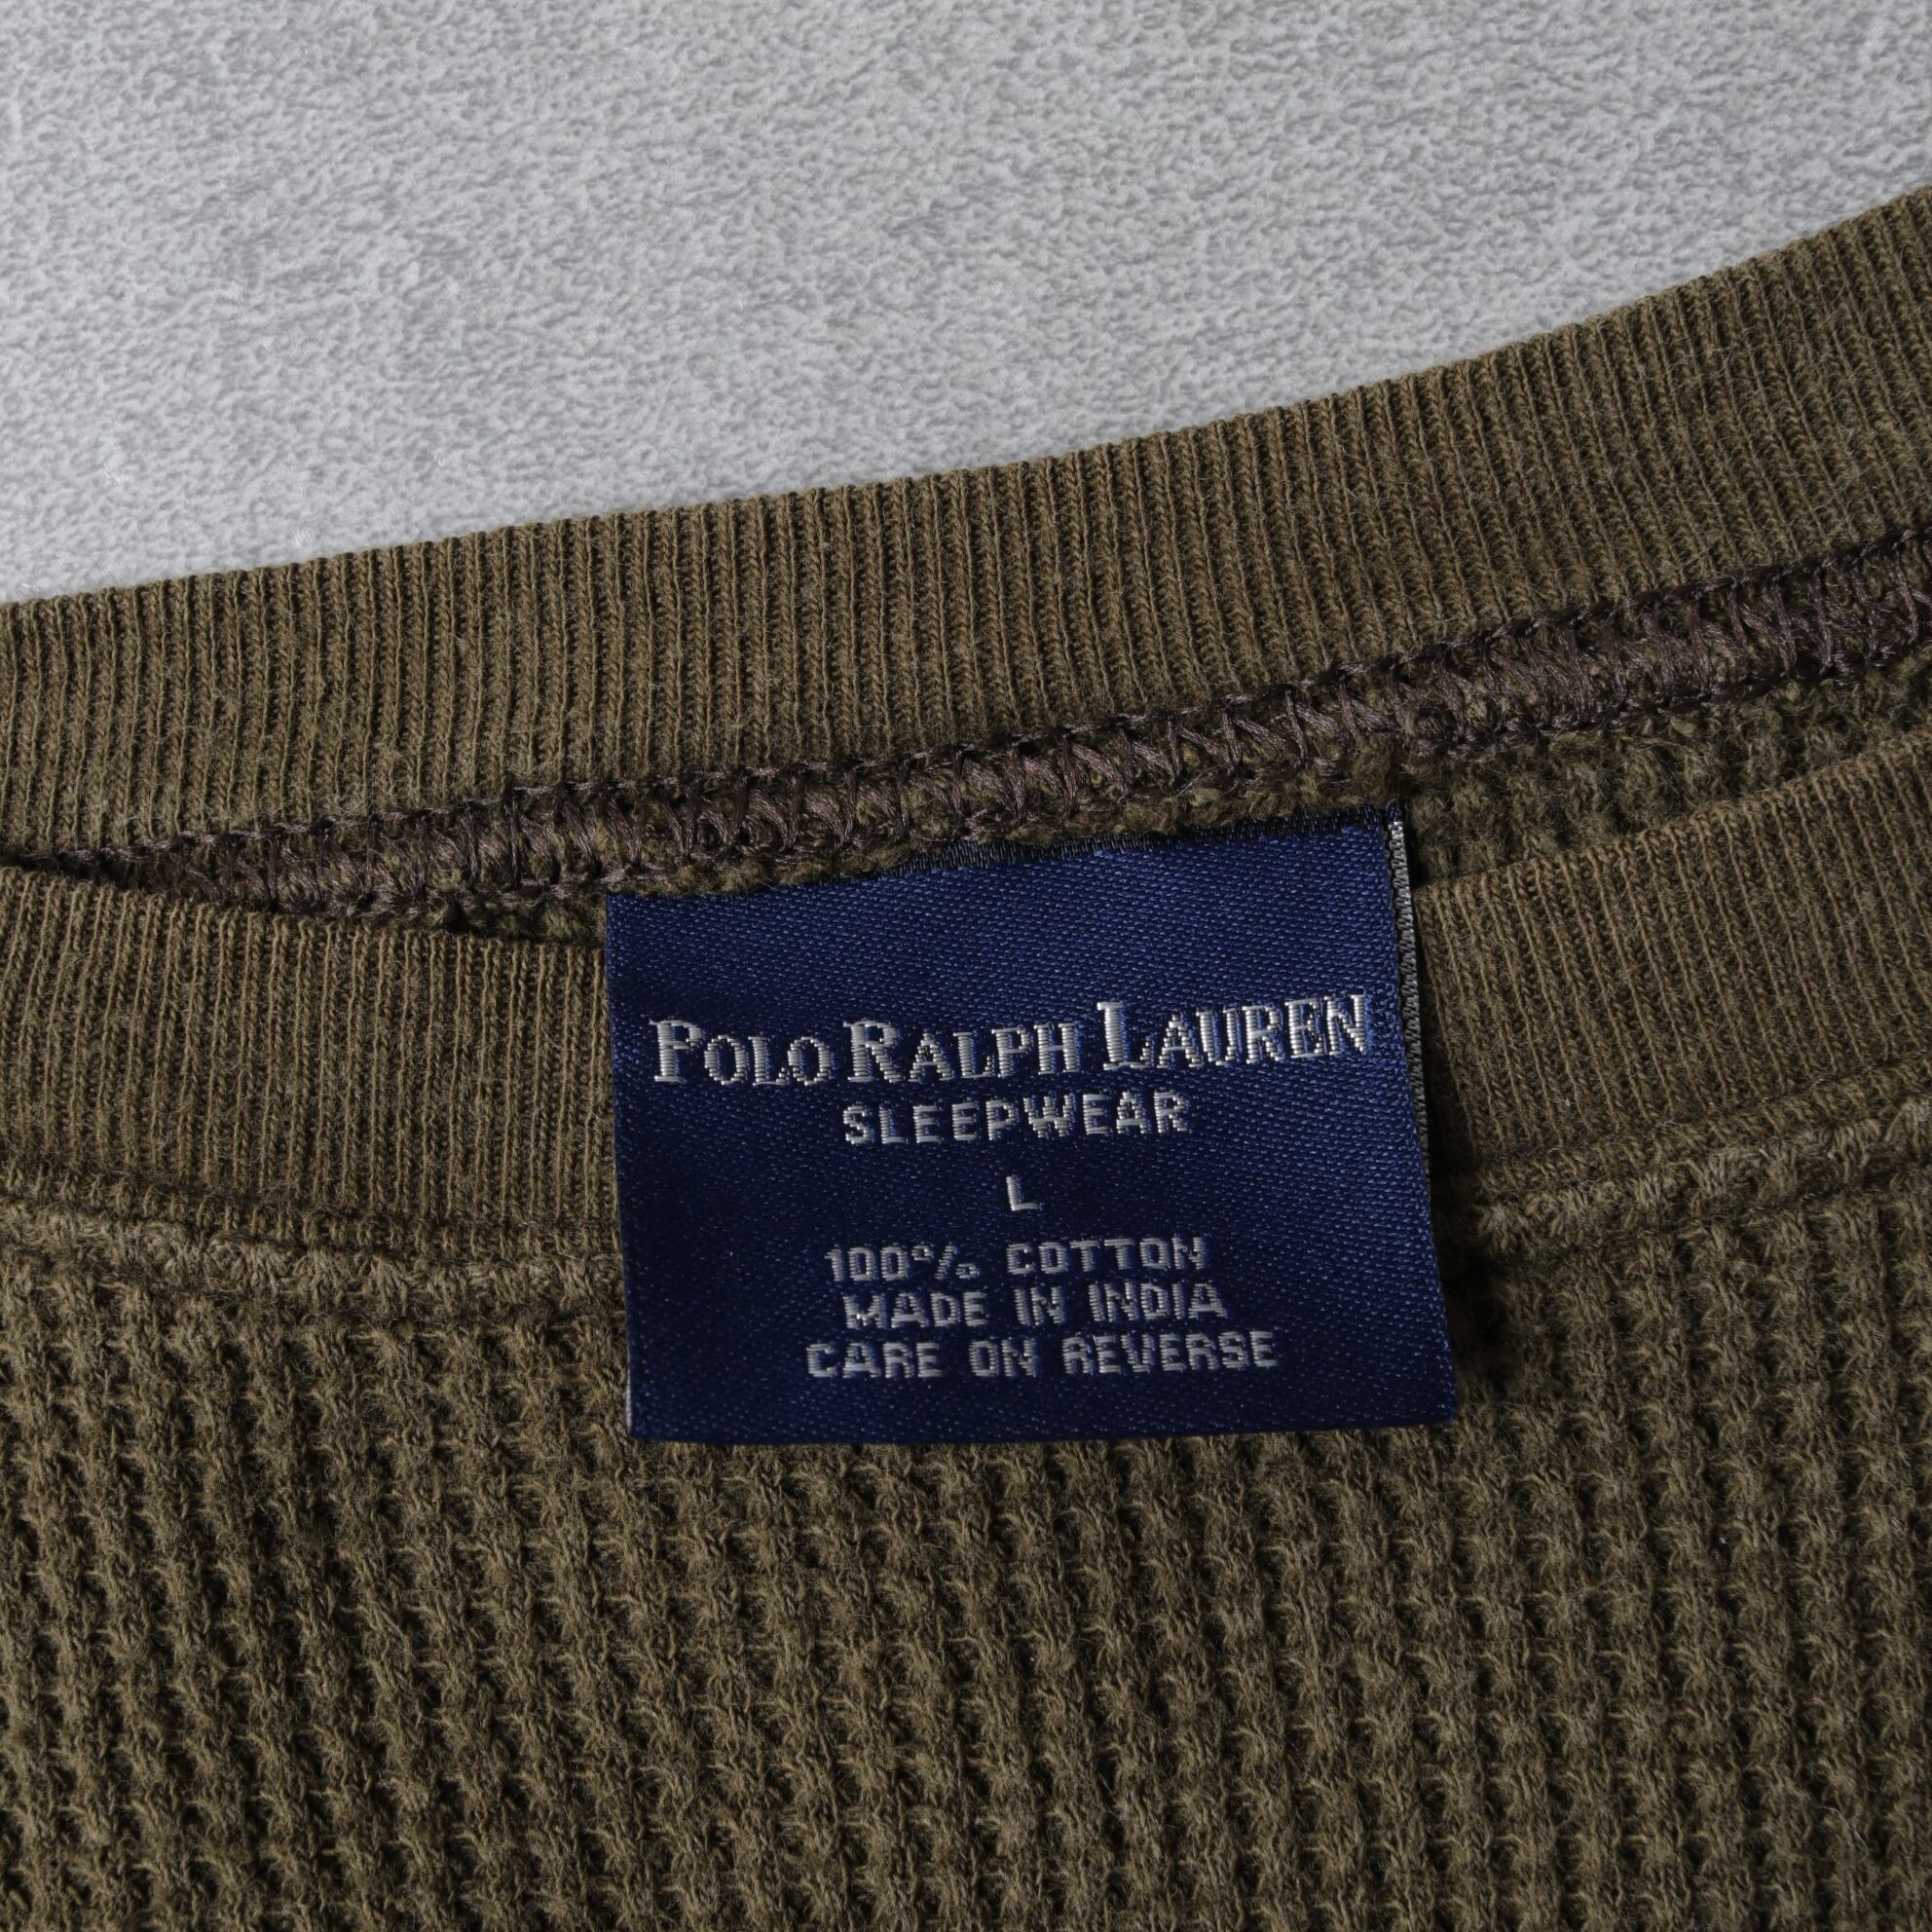 POLO RALPH LAUREN
SLEEPWEAR
L
100% COTTON
MADE IN INDIA
CARE ON REVERSE